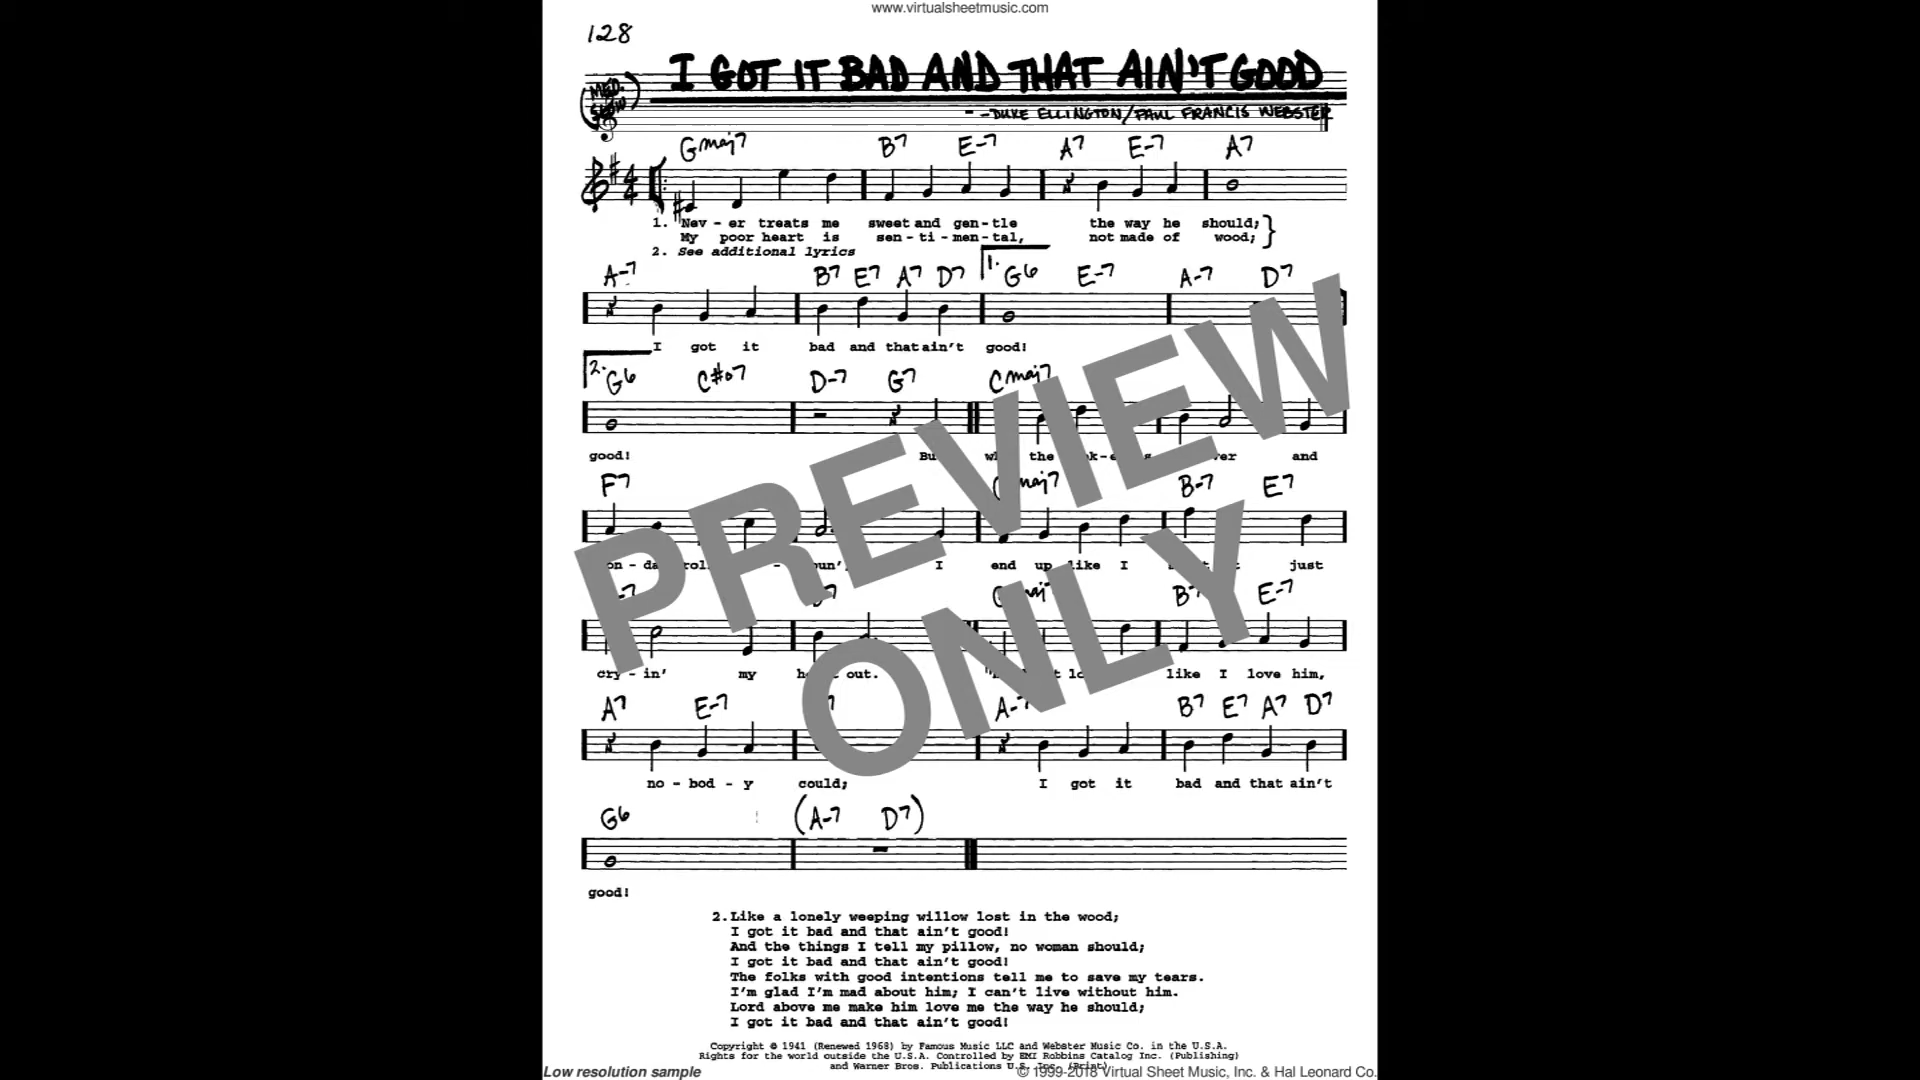 www.virtualsheetmusic.com
128
I GOT IT BAD AND THAT AIN'T GOOD
(MED. SLOW)
-DUKE ELLINGTON/PAUL FRANCIS WEBSTER
Gmaj7 B7 E-7 A7 E-7 A7
1. Nev - er treats me sweet and gen - tle the way he should;
My poor heart is sen - ti - men - tal, not made of wood;
2. See additional lyrics
A-7 B7 E7 A7 D7 1. G6 E-7 A-7 D7
I got it bad and that ain't good!
2. G6 C#o7 D-7 G7 Cmaj7
good! the and
F7 maj7 B-7 E7
I end up like I just
B7 E-7
cry - in' my out. like I love him,
A7 E-7 A-7 B7 E7 A7 D7
no - bod - y could; I got it bad and that ain't
G6 (A-7 D7)
good!
2. Like a lonely weeping willow lost in the wood;
I got it bad and that ain't good!
And the things I tell my pillow, no woman should;
I got it bad and that ain't good!
The folks with good intentions tell me to save my tears.
I'm glad I'm mad about him; I can't live without him.
Lord above me make him love me the way he should;
I got it bad and that ain't good!
PREVIEW
ONLY
Copyright © 1941 (Renewed 1968) by Famous Music LLC and Webster Music Co. in the U.S.A.
Rights for the world outside the U.S.A. Controlled by EMI Robbins Catalog Inc. (Publishing)
and Warner Bros. Publications U.S. Inc. (Print)
Low resolution sample
© 1999-2018 Virtual Sheet Music, Inc. & Hal Leonard Co.